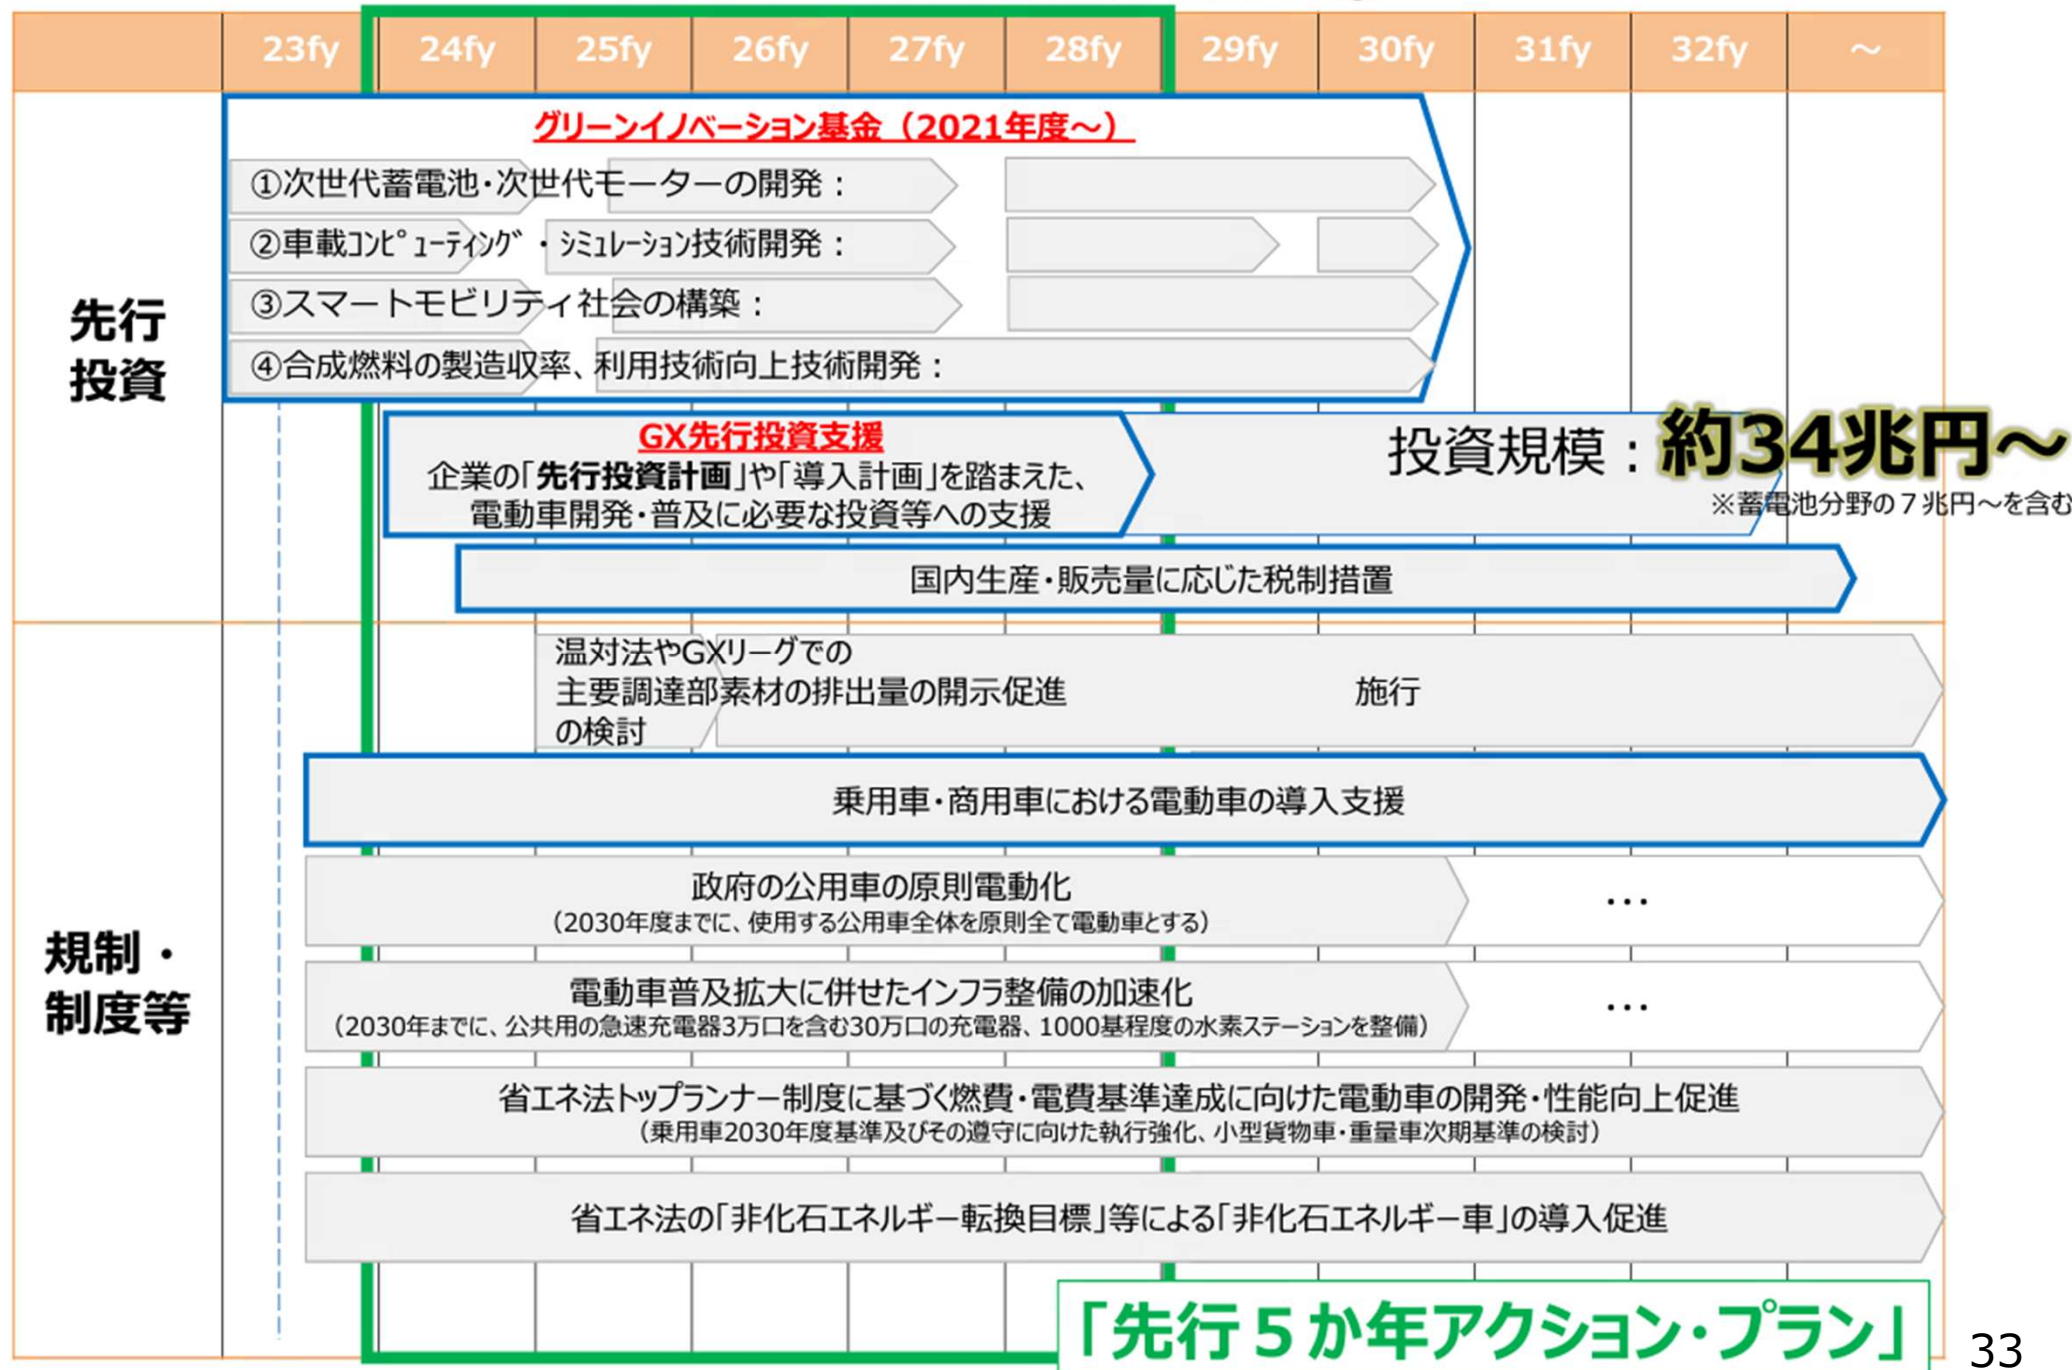 23fy 24fy 25fy 26fy 27fy 28fy 29fy 30fy 31fy 32fy ～
先行
投資
グリーンイノベーション基金（2021年度～）
①次世代蓄電池・次世代モーターの開発：
②車載ｺﾝﾋﾟｭｰﾃｨﾝｸﾞ・ｼﾐｭﾚｰｼｮﾝ技術開発：
③スマートモビリティ社会の構築：
④合成燃料の製造収率、利用技術向上技術開発：
GX先行投資支援
企業の「先行投資計画」や「導入計画」を踏まえた、
電動車開発・普及に必要な投資等への支援
投資規模：約34兆円～
※蓄電池分野の７兆円～を含む
国内生産・販売量に応じた税制措置
規制・
制度等
温対法やGXリーグでの
主要調達部素材の排出量の開示促進
の検討
施行
乗用車・商用車における電動車の導入支援
政府の公用車の原則電動化
（2030年度までに、使用する公用車全体を原則全て電動車とする）
…
電動車普及拡大に併せたインフラ整備の加速化
（2030年までに、公共用の急速充電器3万口を含む30万口の充電器、1000基程度の水素ステーションを整備）
…
省エネ法トップランナー制度に基づく燃費・電費基準達成に向けた電動車の開発・性能向上促進
（乗用車2030年度基準及びその遵守に向けた執行強化、小型貨物車・重量車次期基準の検討）
省エネ法の「非化石エネルギー転換目標」等による「非化石エネルギー車」の導入促進
「先行５か年アクション・プラン」
33